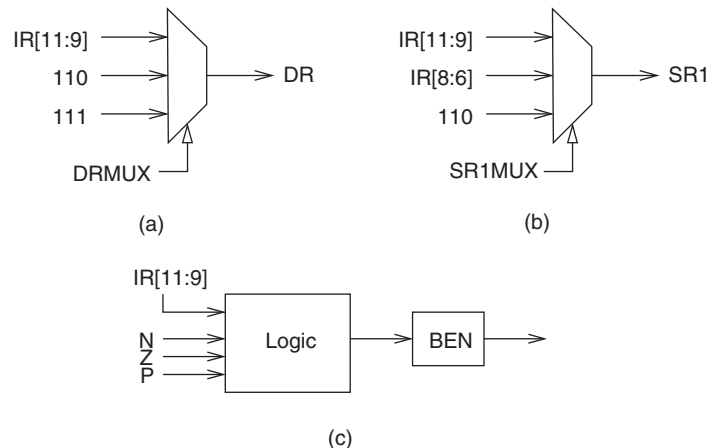 IR[11:9]
110
111
DR
DRMUX
(a)
IR[11:9]
IR[8:6]
110
SR1
SR1MUX
(b)
IR[11:9]
N
Z
P
Logic
BEN
(c)